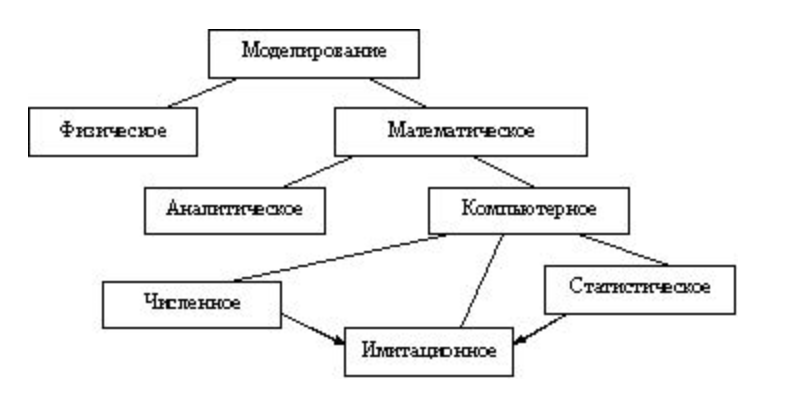 Моделирование
Физическое
Математическое
Аналитическое
Компьютерное
Численное
Статистическое
Имитационное